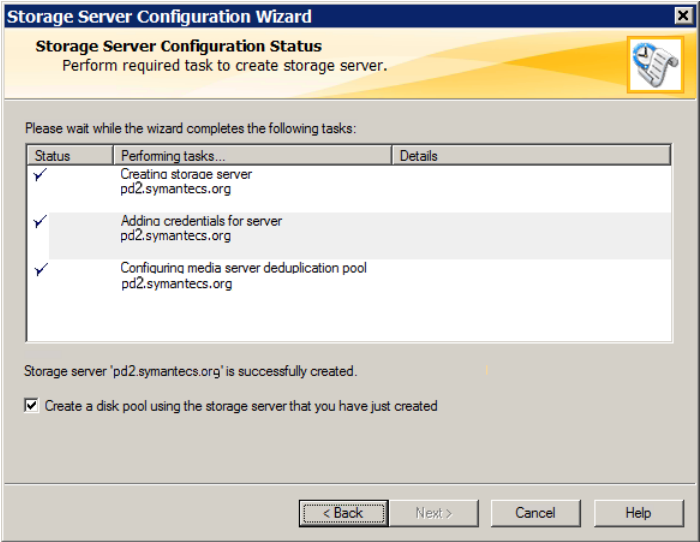 Storage Server Configuration Wizard
Storage Server Configuration Status
Perform required task to create storage server.
Please wait while the wizard completes the following tasks:
Status Performing tasks... Details
Creating storage server
pd2.symantecs.org
Adding credentials for server
pd2.symantecs.org
Configuring media server deduplication pool
pd2.symantecs.org
Storage server 'pd2.symantecs.org' is successfully created.
Create a disk pool using the storage server that you have just created
< Back Next > Cancel Help